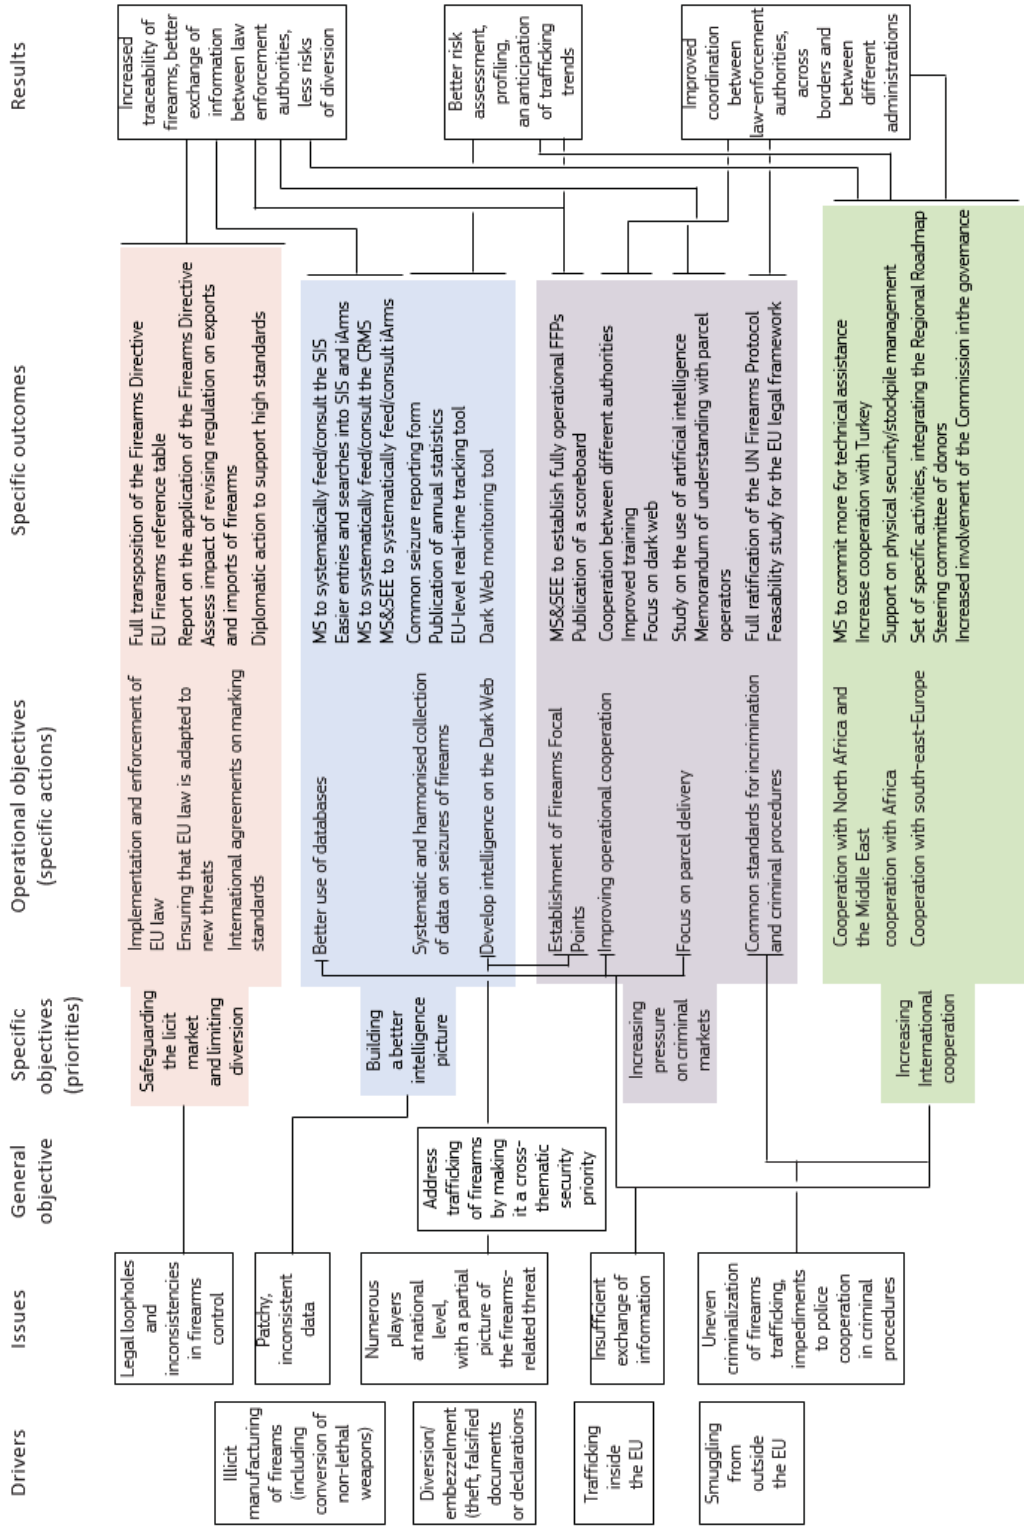 Drivers
Illicit
manufacturing
of fireams
(including
conversion of
non-lethal
weapons)
Diversion/
embezzelment
(theft, falsified
documents
or declarations
Trafficking
inside
the EU
Smuggling
from
outside
the EU
Issues
Legal loopholes
and
inconsistencies
in firearms
control
Patchy,
inconsistent
data
Numerous
players
at national
level,
with a partial
picture of
the firearms-
related threat
Insufficient
exchange of
information
Uneven
criminalization
of firearms
trafficking,
impediments
to police
cooperation
in criminal
procedures
General
objective
Address
trafficking
of firearms
by making
it a cross-
thematic
security
priority
Specific
objectives
(priorities)
Safeguarding
the licit
market
and limiting
diversion
Building
a better
intelligence
picture
Increasing
pressure
on criminal
markets
Increasing
International
cooperation
Operational objectives
(specific actions)
Implementation and enforcement of
EU law
Ensuring that EU law is adapted to
new threats
International agreements on marking
standards
Better use of databases
Systematic and harmonised collection
of data on seizures of firearms
Develop intelligence on the Dark Web
Establishment of Firearms Focal
Points
Improving operational cooperation
Focus on parcel delivery
Common standards for incrimination
and criminal procedures
Cooperation with North Africa and
the Middle East
cooperation with Africa
Cooperation with south-east-Europe
Specific outcomes
Full transposition of the Firearms Directive
EU Firearms reference table
Report on the application of the Firearms Directive
Assess impact of revising regulation on exports
and imports of firearms
Diplomatic action to support high standards
MS to systematically feed/consult the SIS
Easier entries and searches into SIS and iArms
MS to systematically feed/consult the CRMS
MS&SEE to systematically feed/consult iArms
Common seizure reporting form
Publication of annual statistics
EU-level real-time tracking tool
Dark Web monitoring tool
MS&SEE to establish fully operational FFPs
Publication of a scoreboard
Cooperation between different authorities
Improved training
Focus on dark web
Study on the use of artificial intelligence
Memorandum of understanding with parcel
operators
Full ratification of the UN Firearms Protocol
Feasability study for the EU legal framework
MS to commit more for technical assistance
Increase cooperation with Turkey
Support on physical security/stockpile management
Set of specific activities, integrating the Regional Roadmap
Steering committee of donors
Increased involvement of the Commission in the governance
Results
Increased
traceability of
firearms, better
exchange of
information
between law
enforcement
authorities,
less risks
of diversion
Better risk
assessment,
profiling,
an anticipation
of trafficking
trends
Improved
coordination
between
law-enforcement
authorities,
across
borders and
between
different
administrations